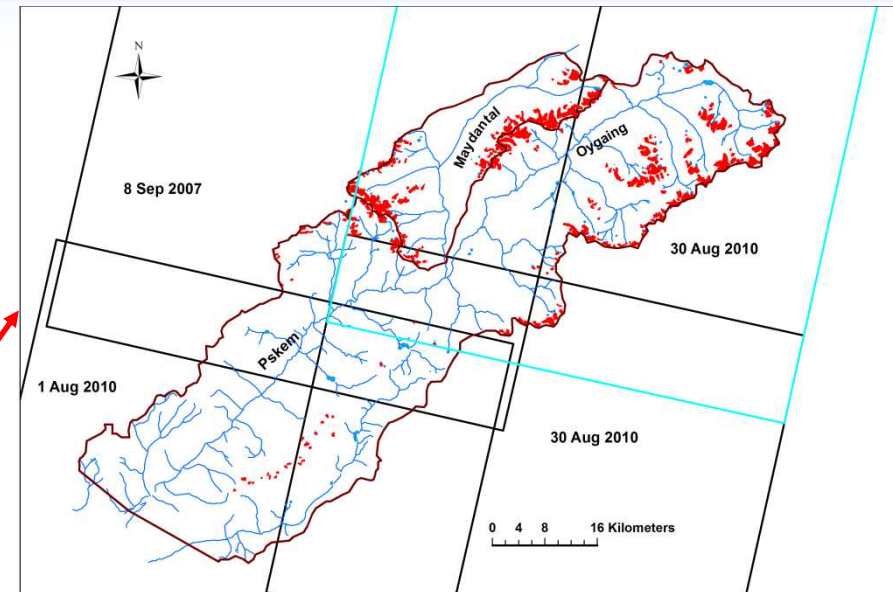 N
Maydantal
Oygaing
8 Sep 2007
30 Aug 2010
Pskem
1 Aug 2010
30 Aug 2010
0 4 8 16 Kilometers